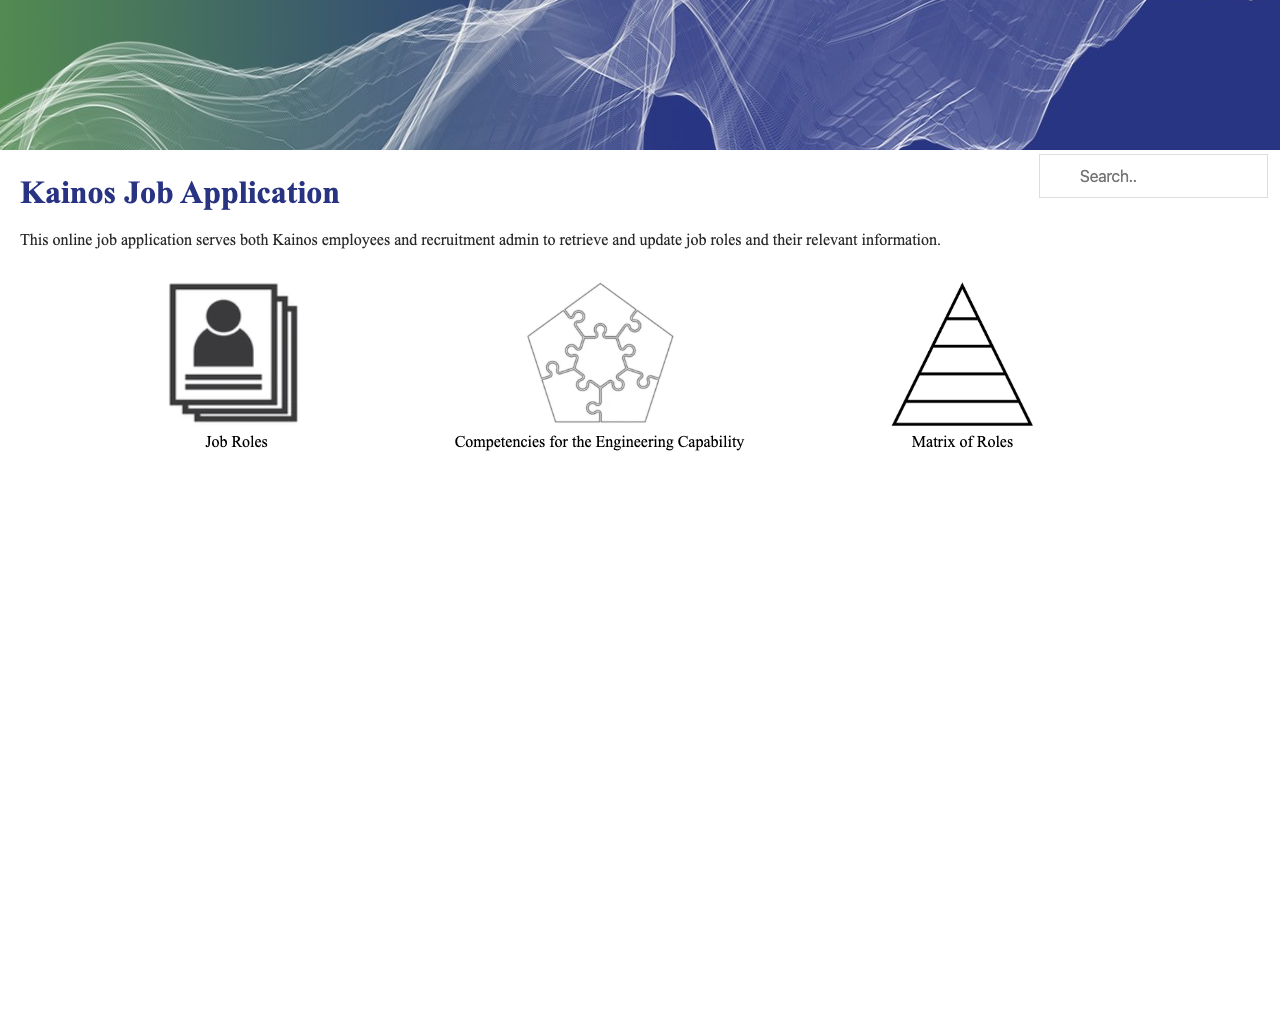 Search..
Kainos Job Application
This online job application serves both Kainos employees and recruitment admin to retrieve and update job roles and their relevant information.
Job Roles
Competencies for the Engineering Capability
Matrix of Roles